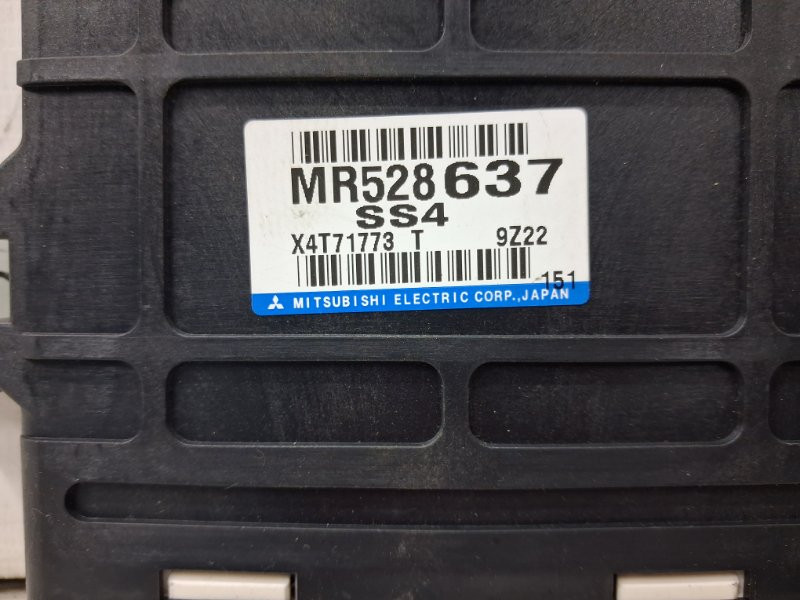 MR528637
SS4
X4T71773 T 9Z22
151
MITSUBISHI ELECTRIC CORP.,JAPAN